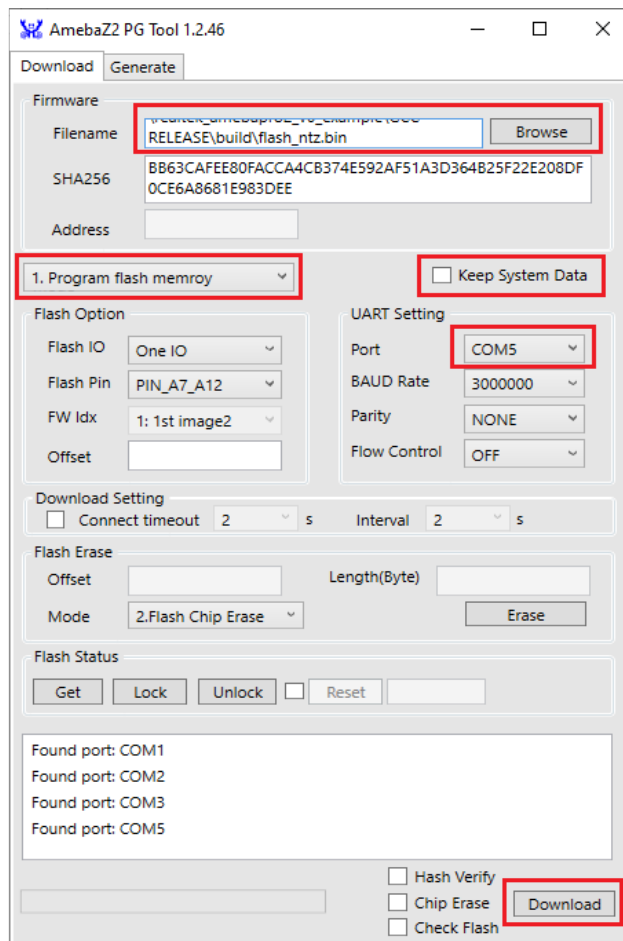 AmebaZ2 PG Tool 1.2.46
Download Generate
Firmware
Filename
RELEASE\build\flash_ntz.bin
Browse
SHA256
BB63CAFEE80FACCA4CB374E592AF51A3D364B25F22E208DF
0CE6A8681E983DEE
Address
1. Program flash memroy
Keep System Data
Flash Option
Flash IO One IO
Flash Pin PIN_A7_A12
FW Idx 1: 1st image2
Offset
UART Setting
Port COM5
BAUD Rate 3000000
Parity NONE
Flow Control OFF
Download Setting
Connect timeout 2 s Interval 2 s
Flash Erase
Offset Length(Byte)
Mode 2.Flash Chip Erase Erase
Flash Status
Get Lock Unlock Reset
Found port: COM1
Found port: COM2
Found port: COM3
Found port: COM5
Hash Verify
Chip Erase
Check Flash
Download